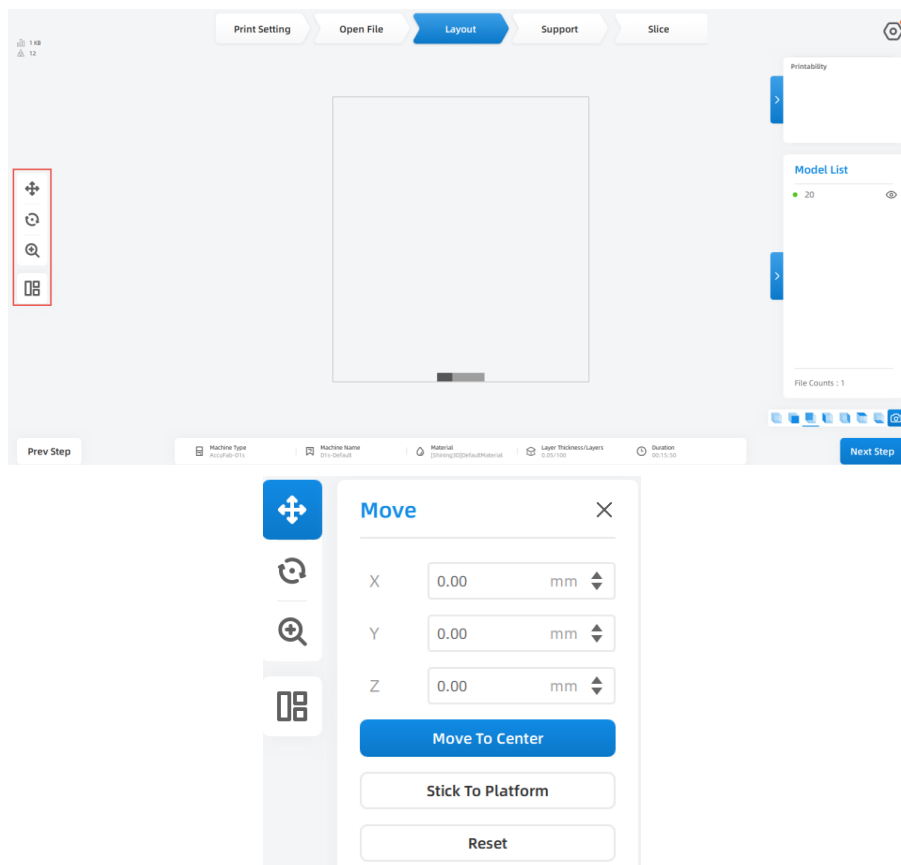 Print Setting
Open File
Layout
Support
Slice
1 KB
12
Printability
Model List
20
File Counts : 1
Prev Step
Machine Type
AccuFab-D1s
Machine Name
D1s-Default
Material
[Shining3D]DefaultMaterial
Layer Thickness/Layers
0.05/100
Duration
00:15:50
Next Step
Move
X 0.00 mm
Y 0.00 mm
Z 0.00 mm
Move To Center
Stick To Platform
Reset